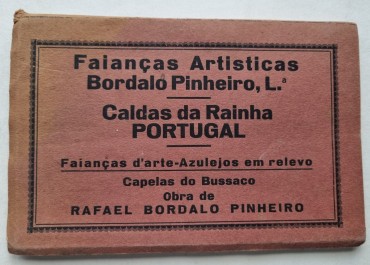 Faianças Artisticas
Bordalo Pinheiro, L.ª
Caldas da Rainha
PORTUGAL
Faianças d'arte-Azulejos em relevo
Capelas do Bussaco
Obra de
RAFAEL BORDALO PINHEIRO